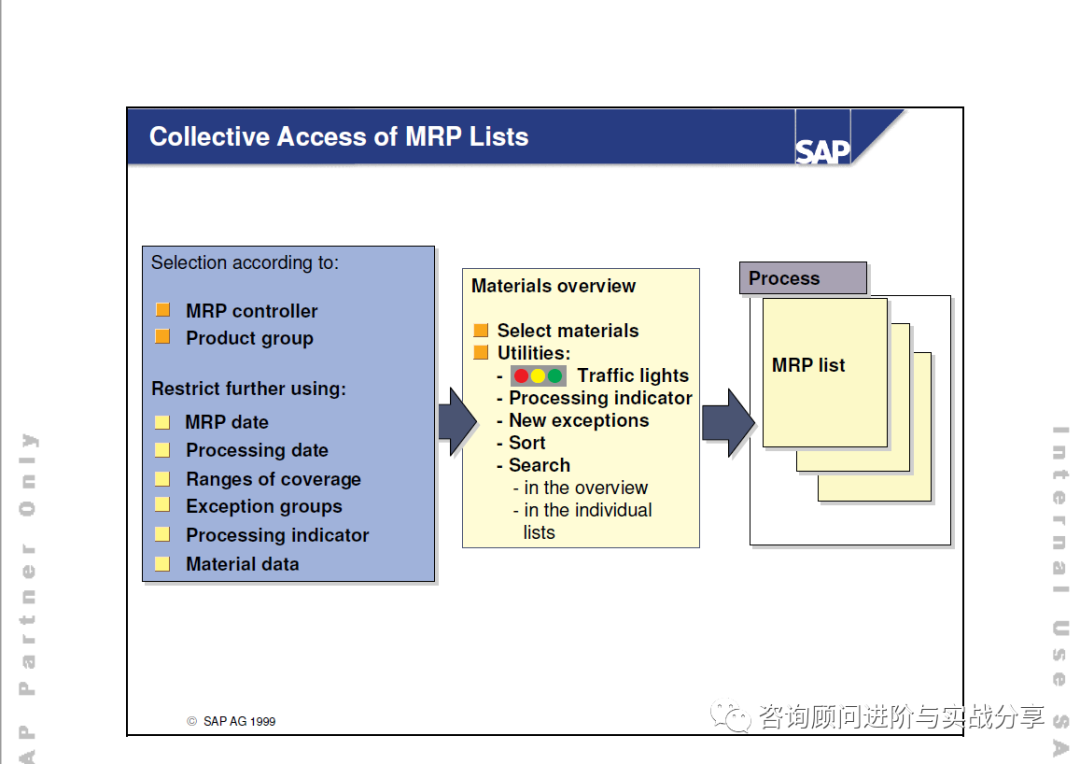 Collective Access of MRP Lists
SAP
Selection according to:
MRP controller
Product group
Restrict further using:
MRP date
Processing date
Ranges of coverage
Exception groups
Processing indicator
Material data
Materials overview
Select materials
Utilities:
- Traffic lights
- Processing indicator
- New exceptions
- Sort
- Search
- in the overview
- in the individual
lists
Process
MRP list
© SAP AG 1999
咨询顾问进阶与实战分享
AP Partner Only
Internal Use SA